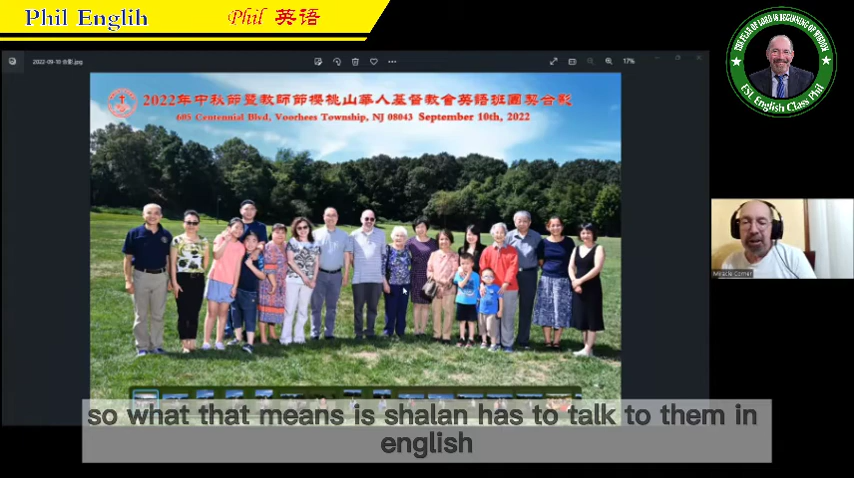 Phil Englih
Phil 英语
THE FEAR OF LORD IS BEGINNING OF WISDOM
ESL English Class Phil
2022-09-10 合影.jpg
17%
2022年中秋節暨教師節櫻桃山華人基督教會英語班團契合影
605 Centennial Blvd, Voorhees Township, NJ 08043 September 10th, 2022
Miracle Corner
so what that means is shalan has to talk to them in
english